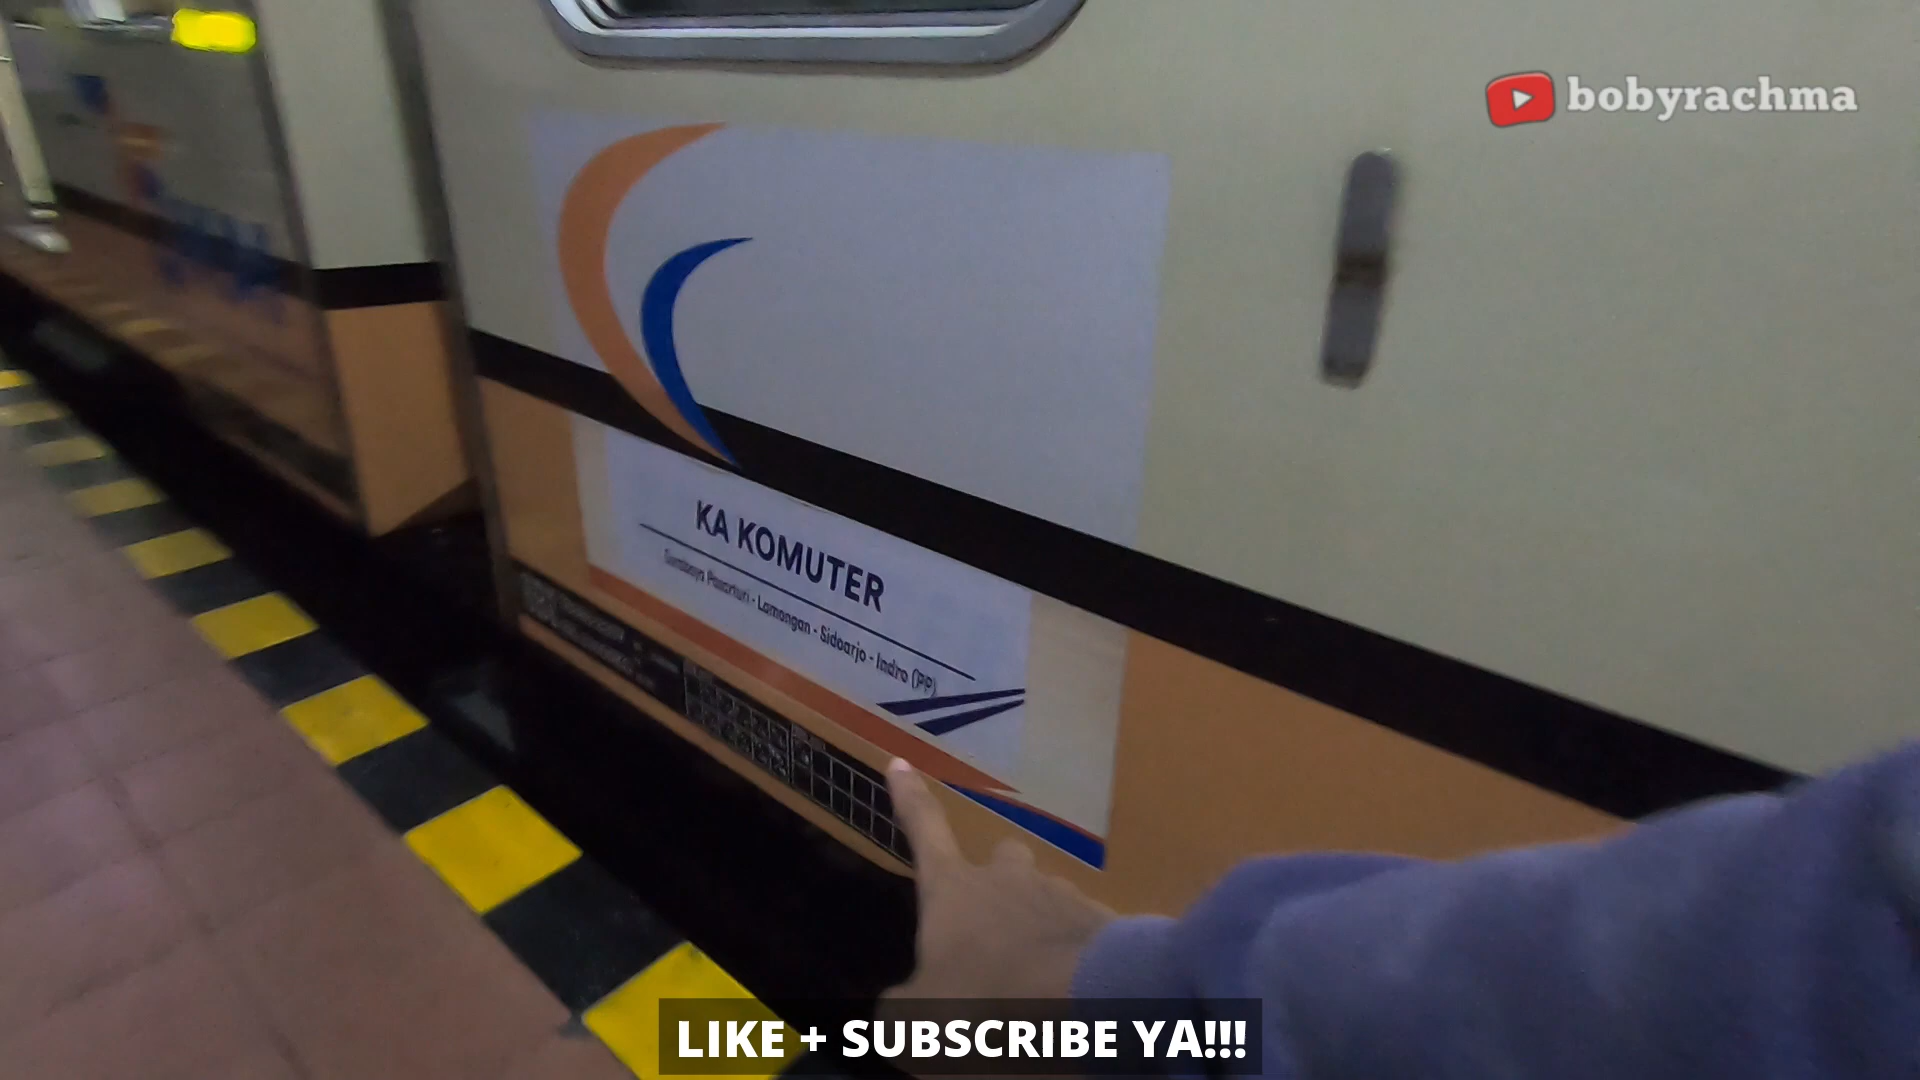 bobyrachma
KA KOMUTER
Surabaya Pasarturi - Lamongan - Sidoarjo - Indro (PP)
LIKE + SUBSCRIBE YA!!!